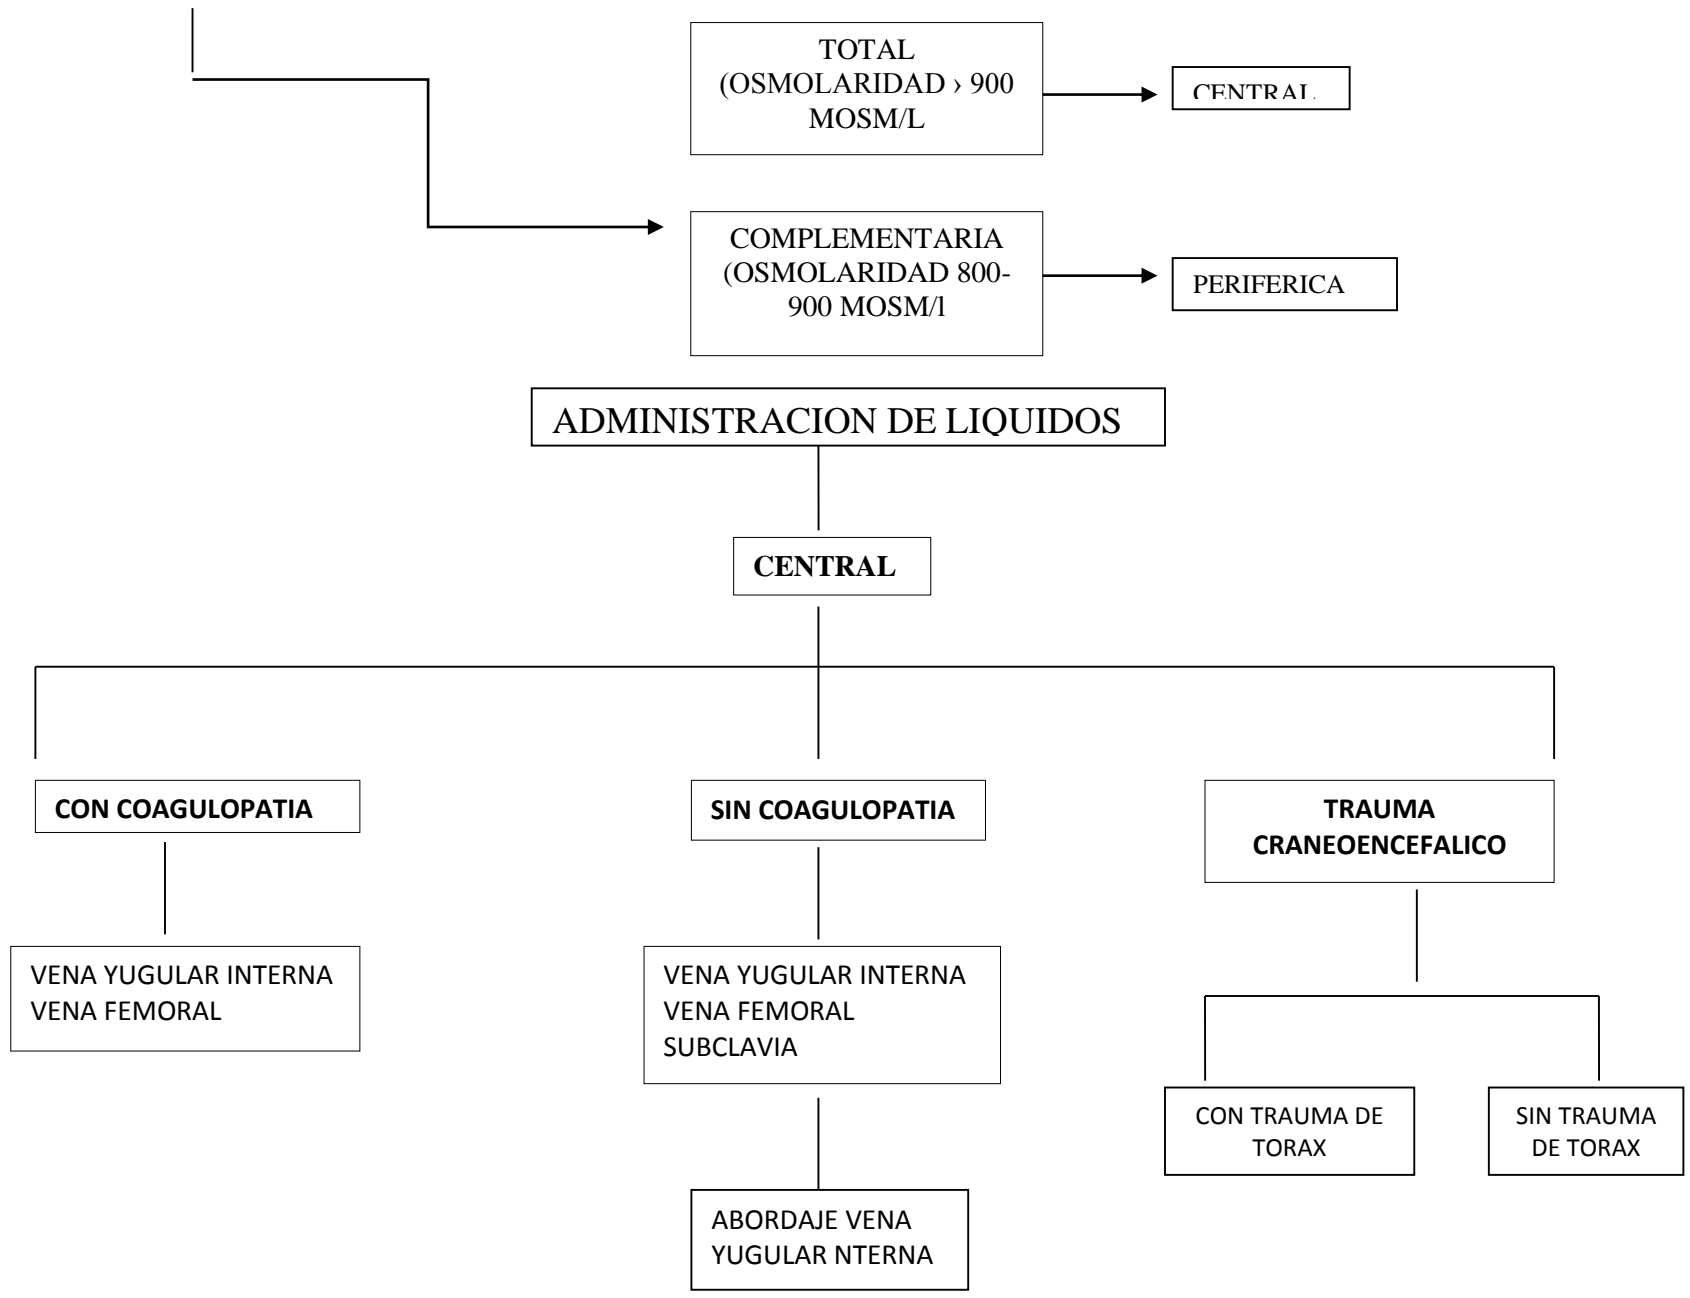 TOTAL
(OSMOLARIDAD › 900
MOSM/L
CENTRAL
COMPLEMENTARIA
(OSMOLARIDAD 800-
900 MOSM/l
PERIFERICA
ADMINISTRACION DE LIQUIDOS
CENTRAL
CON COAGULOPATIA
SIN COAGULOPATIA
TRAUMA
CRANEOENCEFALICO
VENA YUGULAR INTERNA
VENA FEMORAL
VENA YUGULAR INTERNA
VENA FEMORAL
SUBCLAVIA
CON TRAUMA DE
TORAX
SIN TRAUMA
DE TORAX
ABORDAJE VENA
YUGULAR NTERNA